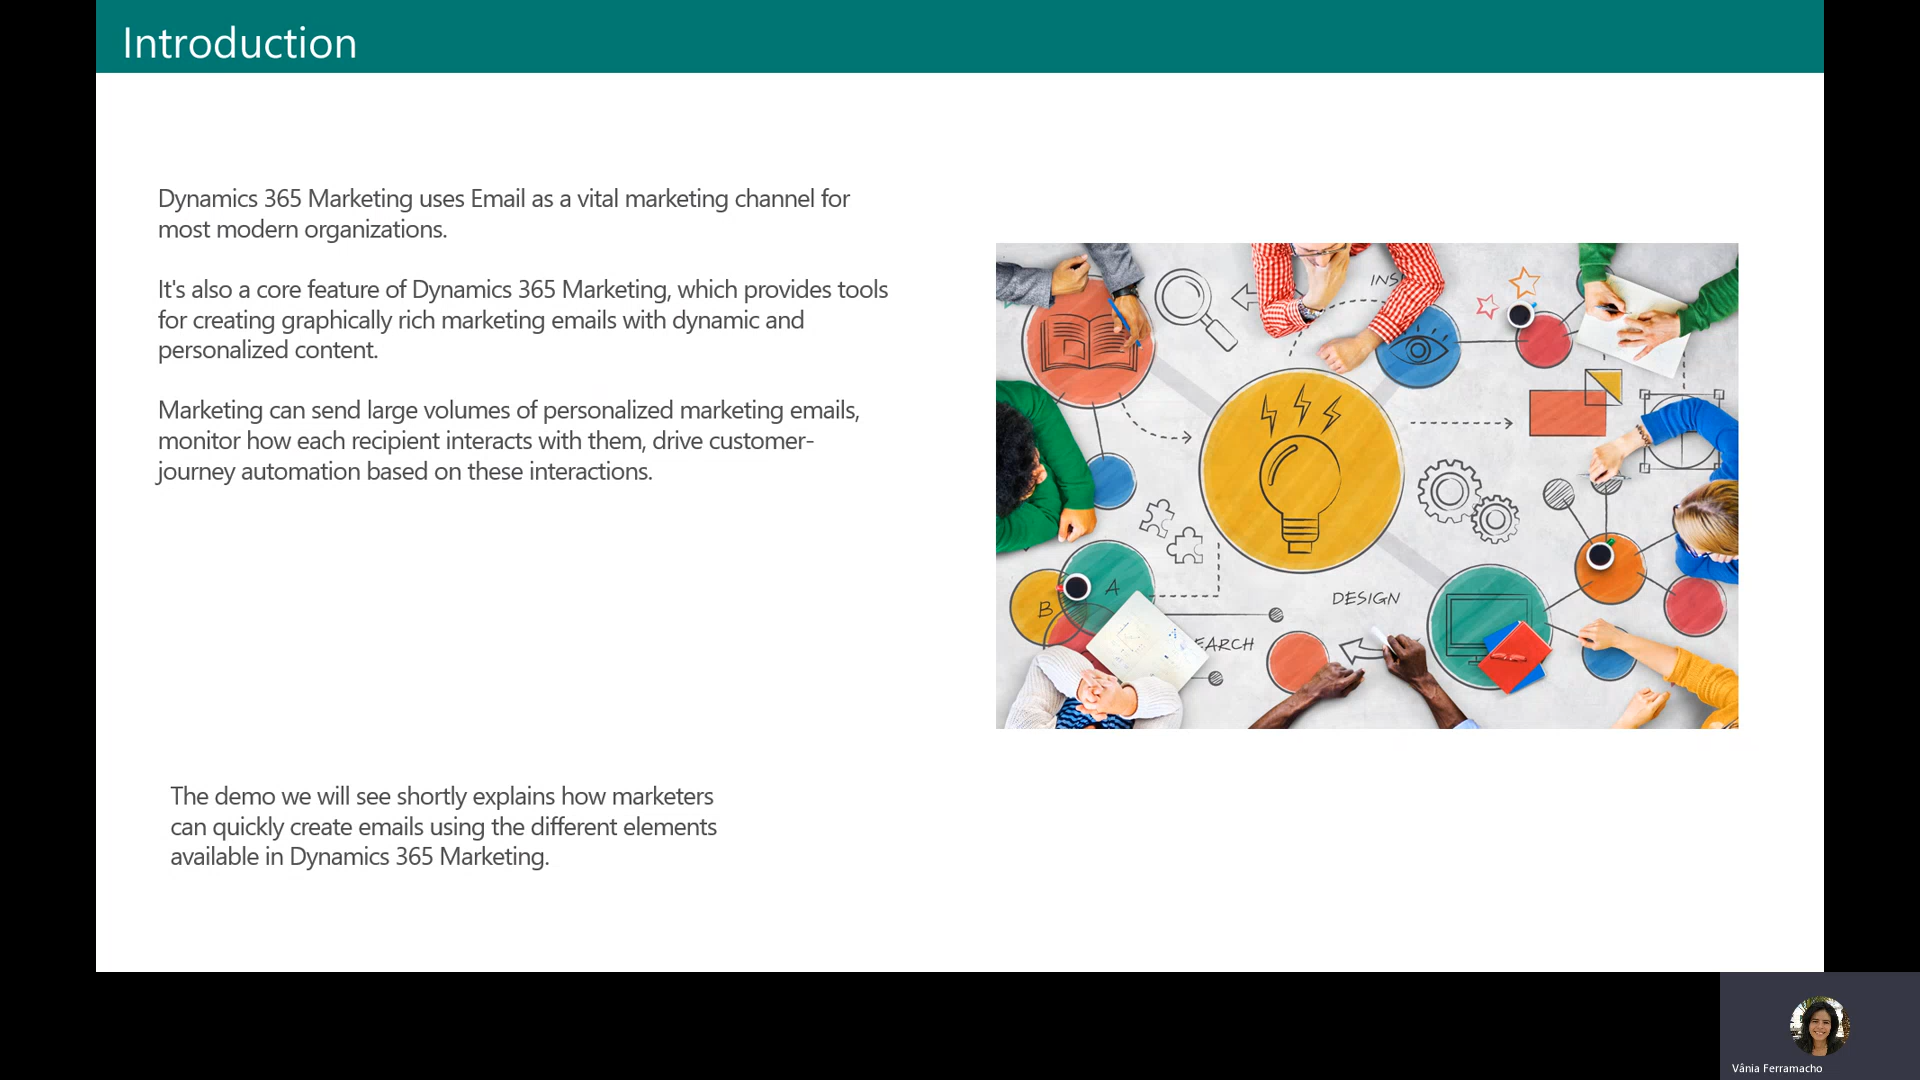 Introduction
Dynamics 365 Marketing uses Email as a vital marketing channel for
most modern organizations.
It's also a core feature of Dynamics 365 Marketing, which provides tools
for creating graphically rich marketing emails with dynamic and
personalized content.
Marketing can send large volumes of personalized marketing emails,
monitor how each recipient interacts with them, drive customer-
journey automation based on these interactions.
INS
A
B
DESIGN
EARCH
The demo we will see shortly explains how marketers
can quickly create emails using the different elements
available in Dynamics 365 Marketing.
Vânia Ferramacho